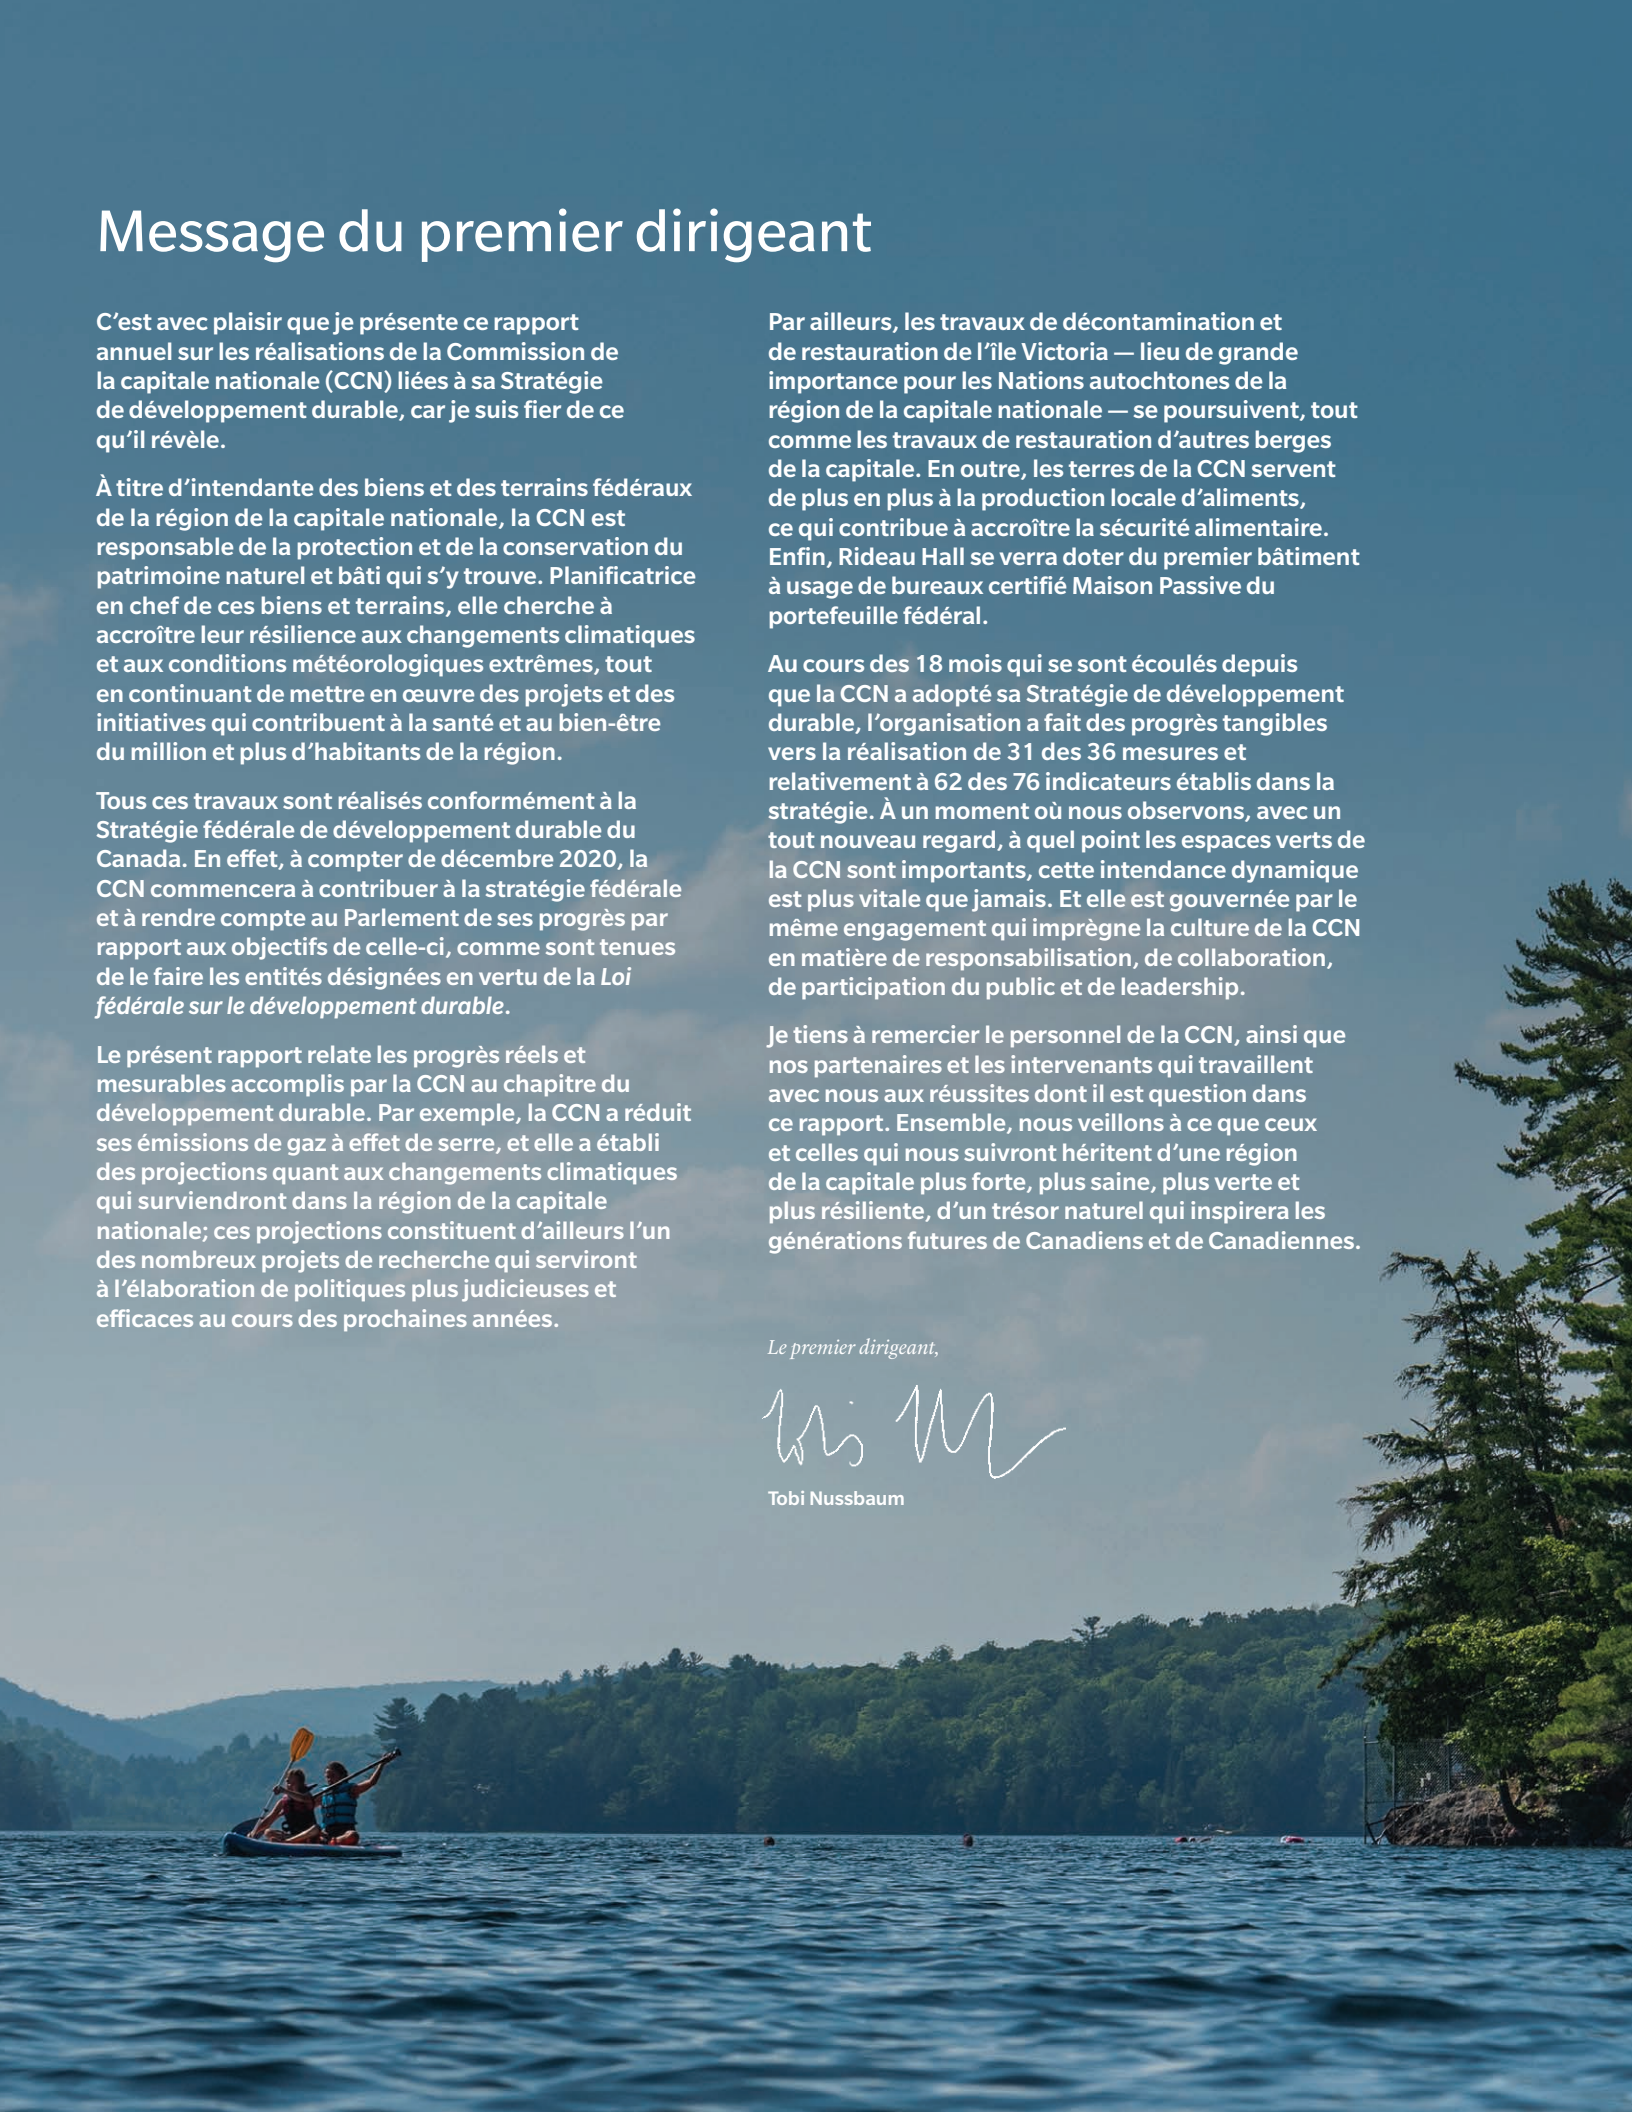 Message du premier dirigeant
C’est avec plaisir que je présente ce rapport
annuel sur les réalisations de la Commission de
la capitale nationale (CCN) liées à sa Stratégie
de développement durable, car je suis fier de ce
qu’il révèle.
À titre d’intendante des biens et des terrains fédéraux
de la région de la capitale nationale, la CCN est
responsable de la protection et de la conservation du
patrimoine naturel et bâti qui s’y trouve. Planificatrice
en chef de ces biens et terrains, elle cherche à
accroître leur résilience aux changements climatiques
et aux conditions météorologiques extrêmes, tout
en continuant de mettre en œuvre des projets et des
initiatives qui contribuent à la santé et au bien-être
du million et plus d’habitants de la région.
Tous ces travaux sont réalisés conformément à la
Stratégie fédérale de développement durable du
Canada. En effet, à compter de décembre 2020, la
CCN commencera à contribuer à la stratégie fédérale
et à rendre compte au Parlement de ses progrès par
rapport aux objectifs de celle-ci, comme sont tenues
de le faire les entités désignées en vertu de la Loi
fédérale sur le développement durable.
Le présent rapport relate les progrès réels et
mesurables accomplis par la CCN au chapitre du
développement durable. Par exemple, la CCN a réduit
ses émissions de gaz à effet de serre, et elle a établi
des projections quant aux changements climatiques
qui surviendront dans la région de la capitale
nationale; ces projections constituent d’ailleurs l’un
des nombreux projets de recherche qui serviront
à l’élaboration de politiques plus judicieuses et
efficaces au cours des prochaines années.
Par ailleurs, les travaux de décontamination et
de restauration de l’île Victoria — lieu de grande
importance pour les Nations autochtones de la
région de la capitale nationale — se poursuivent, tout
comme les travaux de restauration d’autres berges
de la capitale. En outre, les terres de la CCN servent
de plus en plus à la production locale d’aliments,
ce qui contribue à accroître la sécurité alimentaire.
Enfin, Rideau Hall se verra doter du premier bâtiment
à usage de bureaux certifié Maison Passive du
portefeuille fédéral.
Au cours des 18 mois qui se sont écoulés depuis
que la CCN a adopté sa Stratégie de développement
durable, l’organisation a fait des progrès tangibles
vers la réalisation de 31 des 36 mesures et
relativement à 62 des 76 indicateurs établis dans la
stratégie. À un moment où nous observons, avec un
tout nouveau regard, à quel point les espaces verts de
la CCN sont importants, cette intendance dynamique
est plus vitale que jamais. Et elle est gouvernée par le
même engagement qui imprègne la culture de la CCN
en matière de responsabilisation, de collaboration,
de participation du public et de leadership.
Je tiens à remercier le personnel de la CCN, ainsi que
nos partenaires et les intervenants qui travaillent
avec nous aux réussites dont il est question dans
ce rapport. Ensemble, nous veillons à ce que ceux
et celles qui nous suivront héritent d’une région
de la capitale plus forte, plus saine, plus verte et
plus résiliente, d’un trésor naturel qui inspirera les
générations futures de Canadiens et de Canadiennes.
Le premier dirigeant,
Tobi Nussbaum